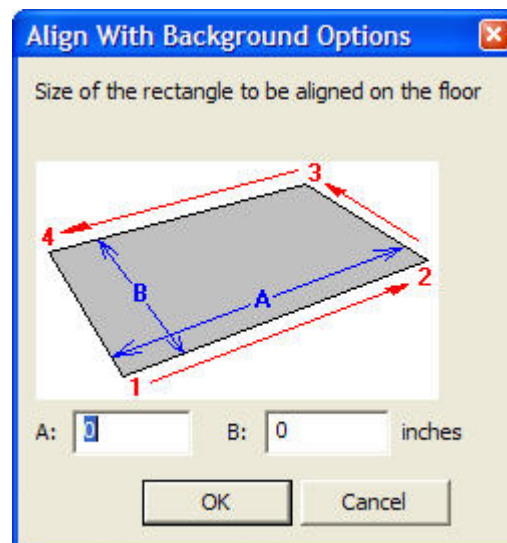 Align With Background Options
Size of the rectangle to be aligned on the floor
3
4
B
A
2
1
A: 0 B: 0 inches
OK Cancel